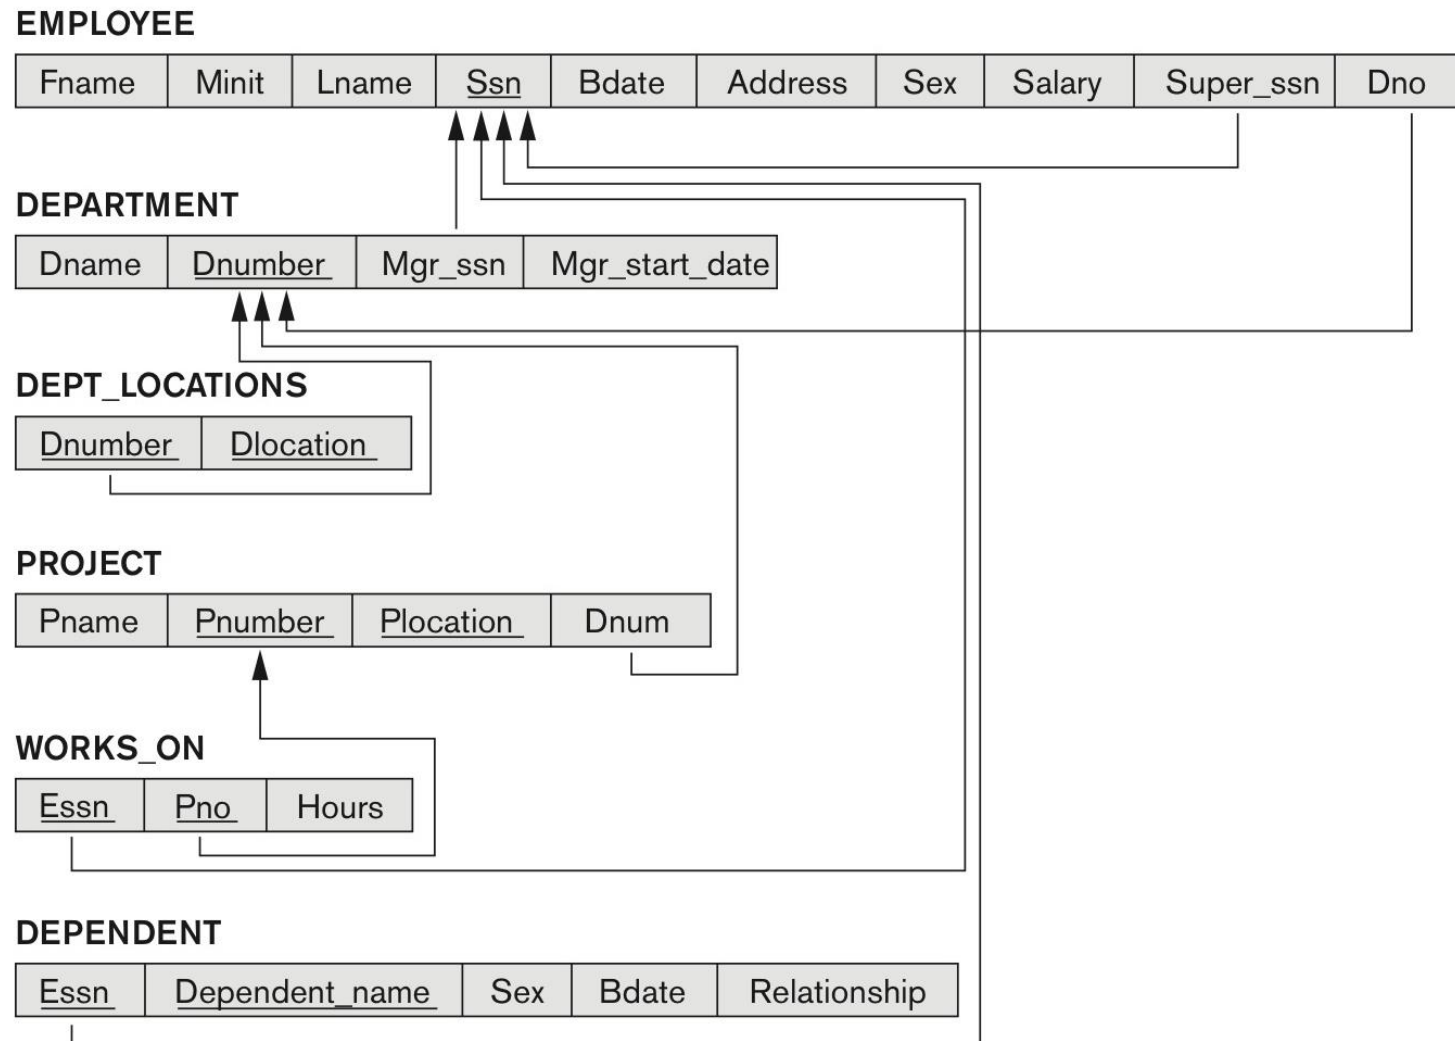 EMPLOYEE
Fname Minit Lname Ssn Bdate Address Sex Salary Super_ssn Dno
DEPARTMENT
Dname Dnumber Mgr_ssn Mgr_start_date
DEPT_LOCATIONS
Dnumber Dlocation
PROJECT
Pname Pnumber Plocation Dnum
WORKS_ON
Essn Pno Hours
DEPENDENT
Essn Dependent_name Sex Bdate Relationship